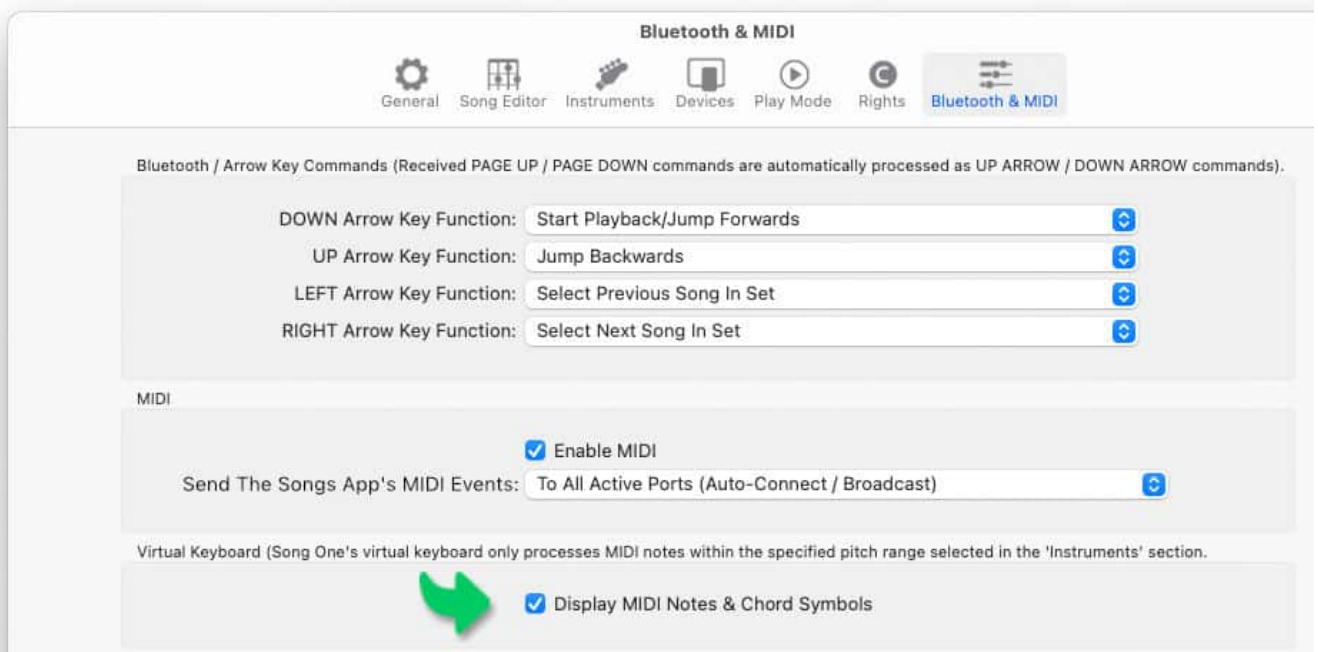 Bluetooth & MIDI
General Song Editor Instruments Devices Play Mode Rights Bluetooth & MIDI
Bluetooth / Arrow Key Commands (Received PAGE UP / PAGE DOWN commands are automatically processed as UP ARROW / DOWN ARROW commands).
DOWN Arrow Key Function: Start Playback/Jump Forwards
UP Arrow Key Function: Jump Backwards
LEFT Arrow Key Function: Select Previous Song In Set
RIGHT Arrow Key Function: Select Next Song In Set
MIDI
Enable MIDI
Send The Songs App's MIDI Events: To All Active Ports (Auto-Connect / Broadcast)
Virtual Keyboard (Song One's virtual keyboard only processes MIDI notes within the specified pitch range selected in the 'Instruments' section.
Display MIDI Notes & Chord Symbols